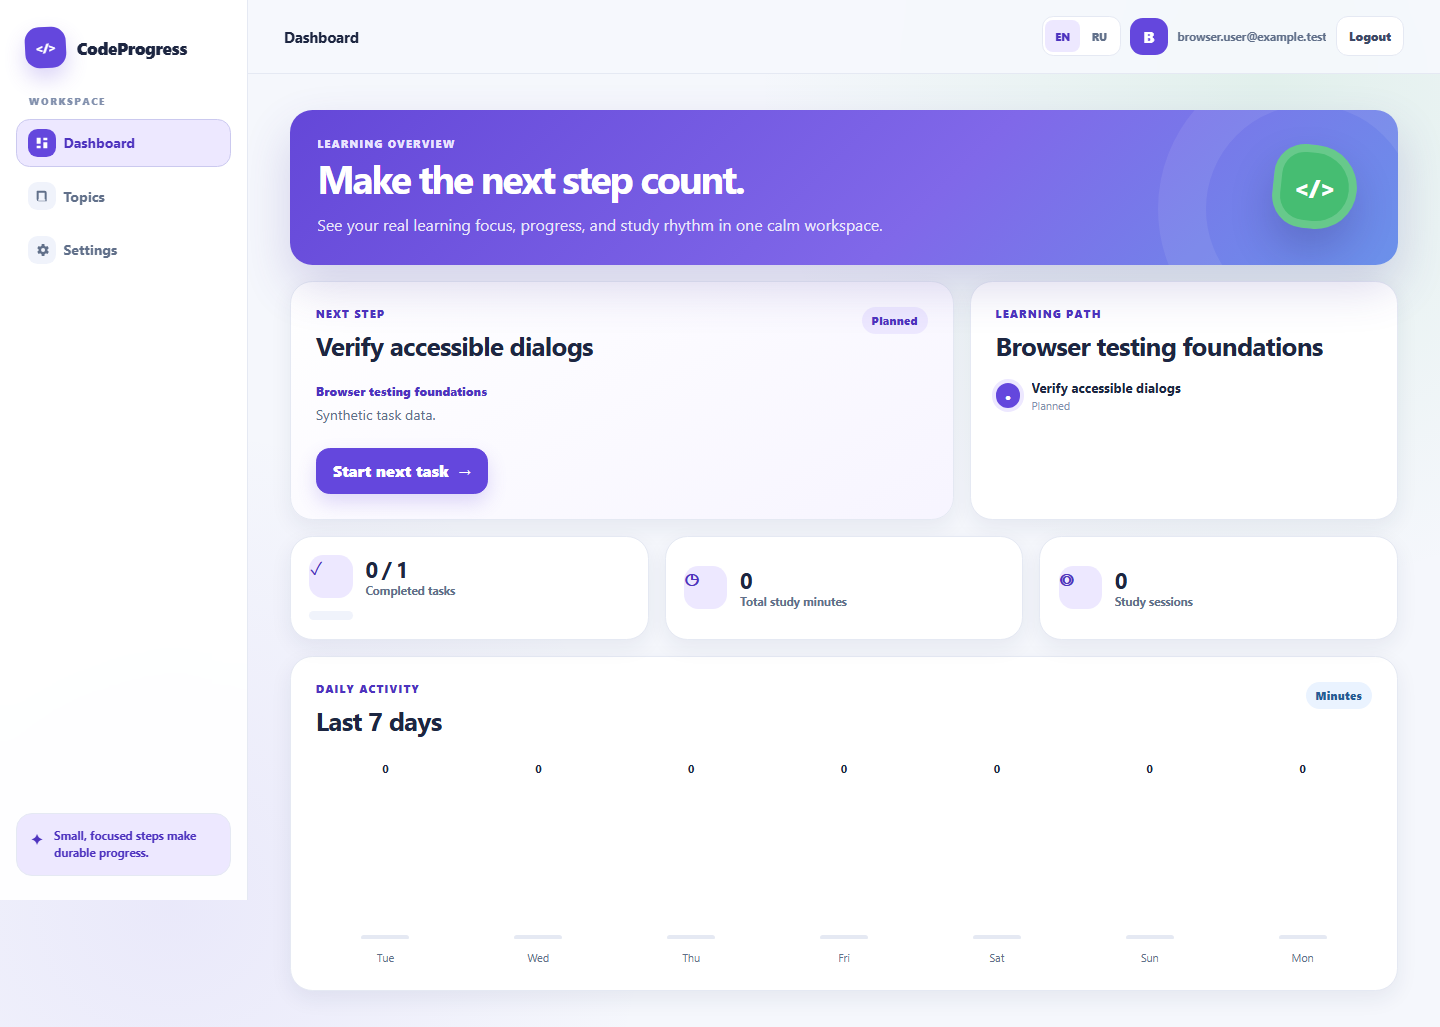 </> CodeProgress
WORKSPACE
Dashboard
Topics
Settings
✦ Small, focused steps make
durable progress.
Dashboard
EN RU B browser.user@example.test Logout
LEARNING OVERVIEW
Make the next step count.
See your real learning focus, progress, and study rhythm in one calm workspace.
</>
NEXT STEP
Planned
Verify accessible dialogs
Browser testing foundations
Synthetic task data.
Start next task →
LEARNING PATH
Browser testing foundations
Verify accessible dialogs
Planned
✓ 0 / 1
Completed tasks
◔ 0
Total study minutes
◎ 0
Study sessions
DAILY ACTIVITY
Minutes
Last 7 days
0 0 0 0 0 0 0
Tue Wed Thu Fri Sat Sun Mon